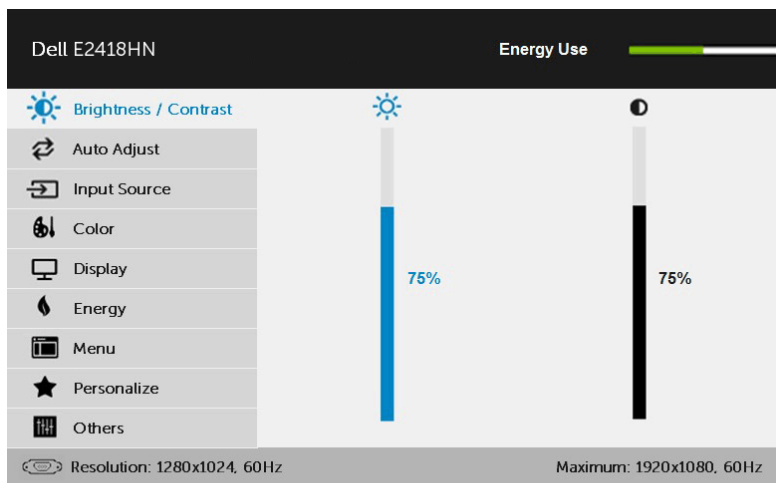 Dell E2418HN
Energy Use
Brightness / Contrast
Auto Adjust
Input Source
Color
Display
75%
75%
Energy
Menu
Personalize
Others
Resolution: 1280x1024, 60Hz
Maximum: 1920x1080, 60Hz